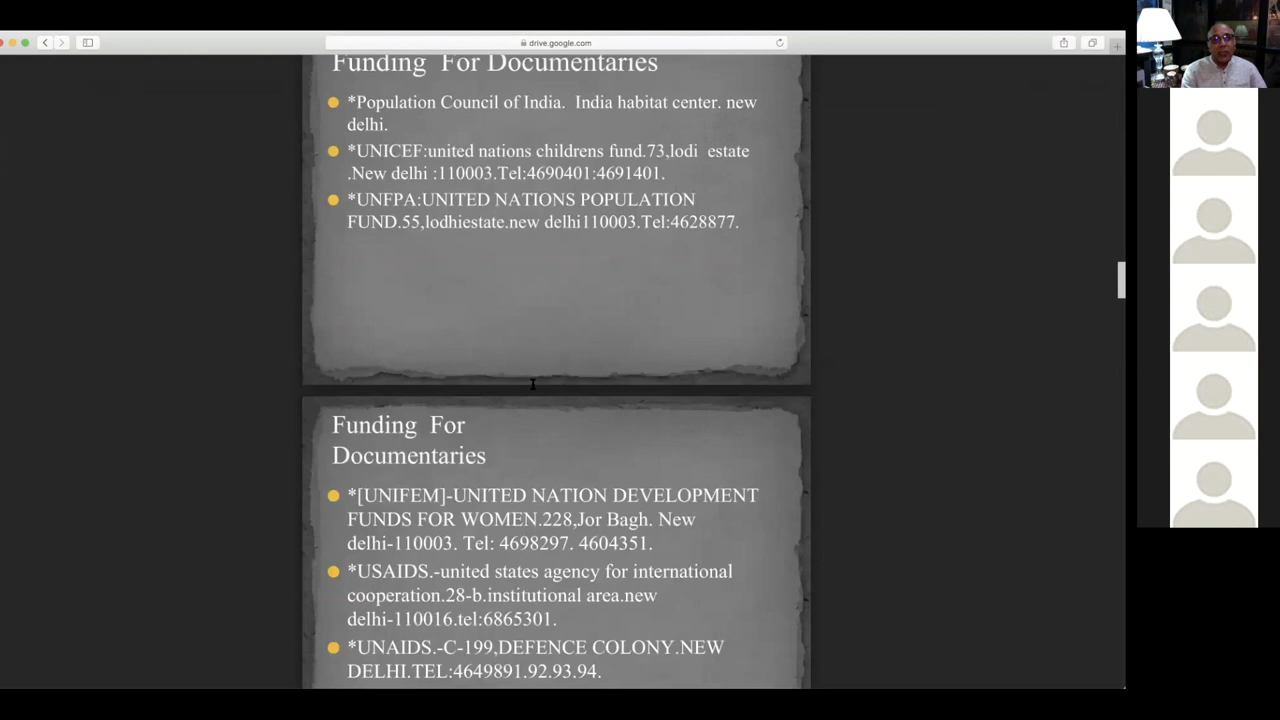 drive.google.com
Funding For Documentaries
*Population Council of India. India habitat center. new
delhi.
*UNICEF:united nations childrens fund.73,lodi estate
.New delhi :110003.Tel:4690401:4691401.
*UNFPA:UNITED NATIONS POPULATION
FUND.55,lodhiestate.new delhi110003.Tel:4628877.
Funding For
Documentaries
*[UNIFEM]-UNITED NATION DEVELOPMENT
FUNDS FOR WOMEN.228,Jor Bagh. New
delhi-110003. Tel: 4698297. 4604351.
*USAIDS.-united states agency for international
cooperation.28-b.institutional area.new
delhi-110016.tel:6865301.
*UNAIDS.-C-199,DEFENCE COLONY.NEW
DELHI.TEL:4649891.92.93.94.